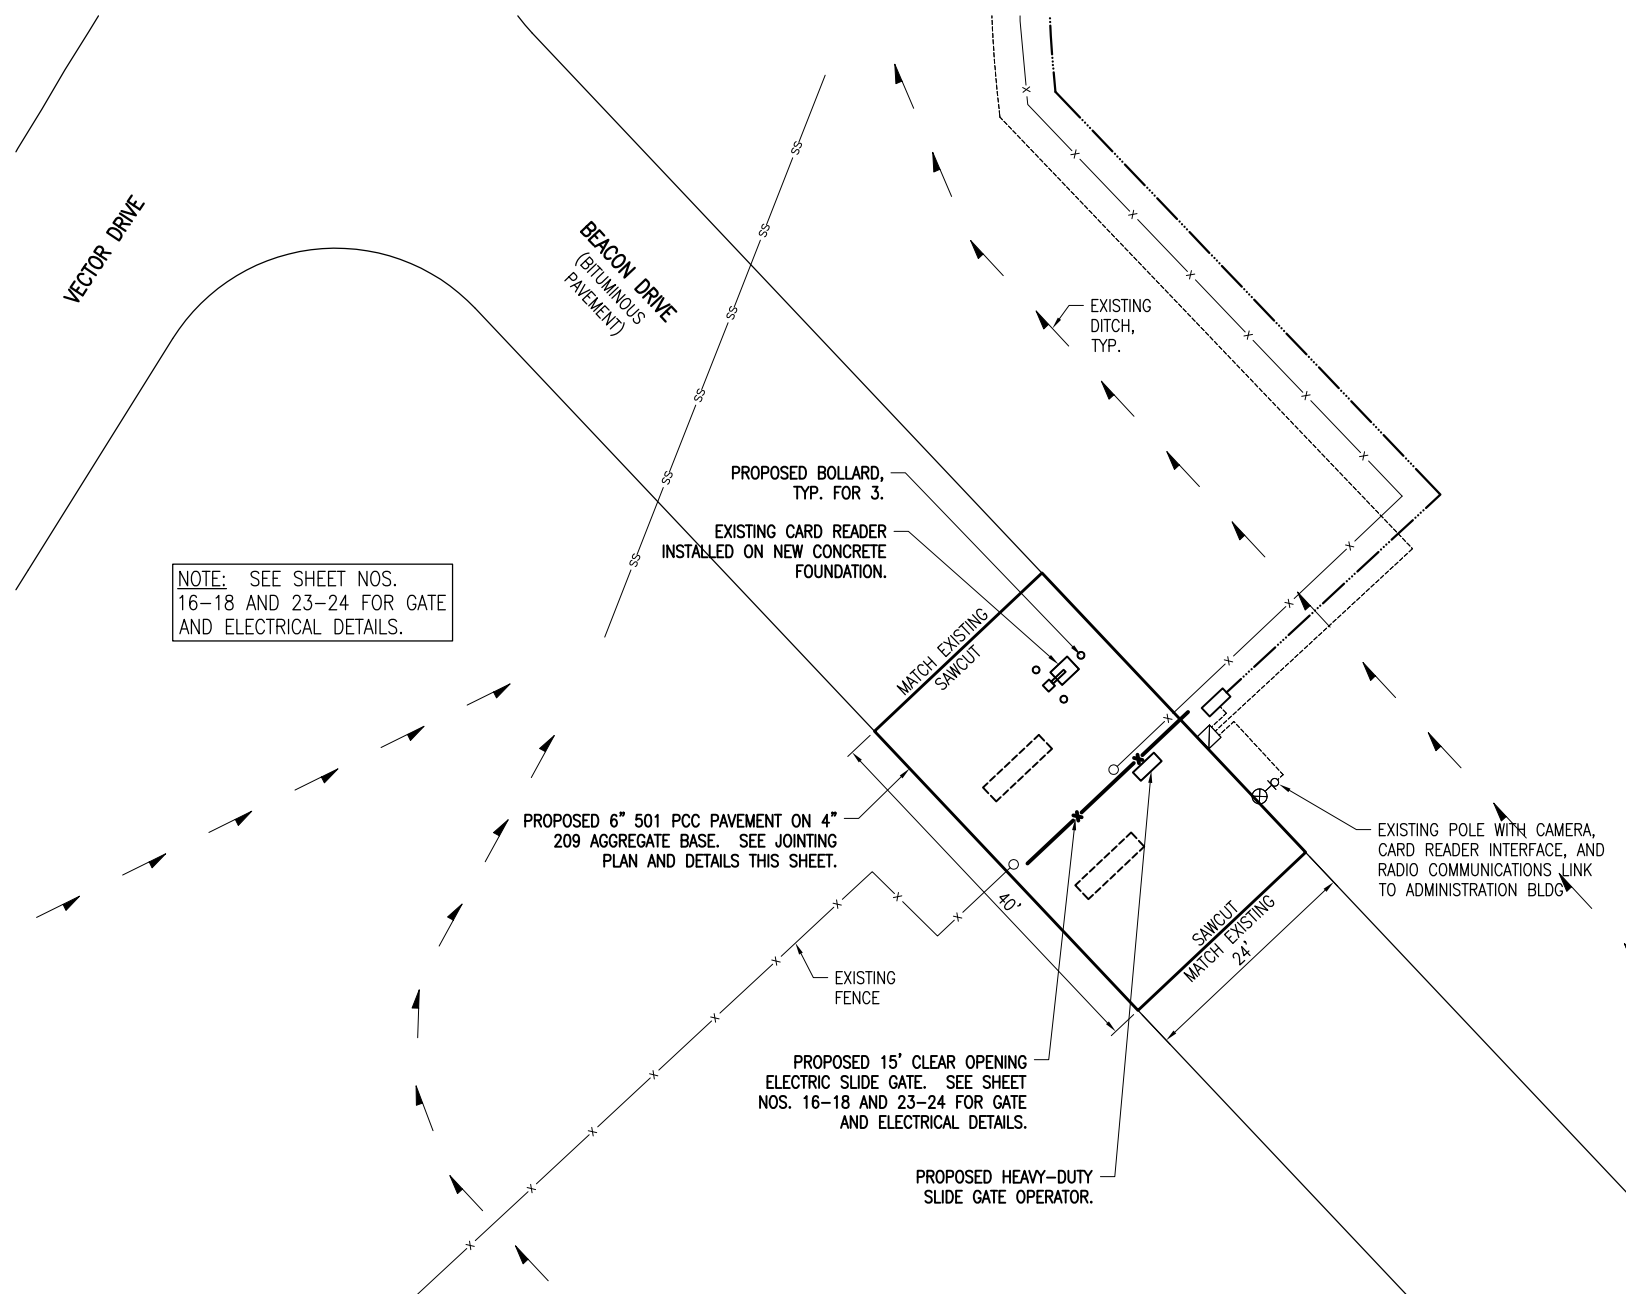 VECTOR DRIVE
BEACON DRIVE
(BITUMINOUS
PAVEMENT)
SS
SS
SS
SS
SS
SS
EXISTING
DITCH,
TYP.
PROPOSED BOLLARD,
TYP. FOR 3.
EXISTING CARD READER
INSTALLED ON NEW CONCRETE
FOUNDATION.
NOTE: SEE SHEET NOS.
16-18 AND 23-24 FOR GATE
AND ELECTRICAL DETAILS.
MATCH EXISTING
SAWCUT
PROPOSED 6" 501 PCC PAVEMENT ON 4"
209 AGGREGATE BASE. SEE JOINTING
PLAN AND DETAILS THIS SHEET.
EXISTING POLE WITH CAMERA,
CARD READER INTERFACE, AND
RADIO COMMUNICATIONS LINK
TO ADMINISTRATION BLDG
40'
SAWCUT
MATCH EXISTING
24'
EXISTING
FENCE
PROPOSED 15' CLEAR OPENING
ELECTRIC SLIDE GATE. SEE SHEET
NOS. 16-18 AND 23-24 FOR GATE
AND ELECTRICAL DETAILS.
PROPOSED HEAVY-DUTY
SLIDE GATE OPERATOR.